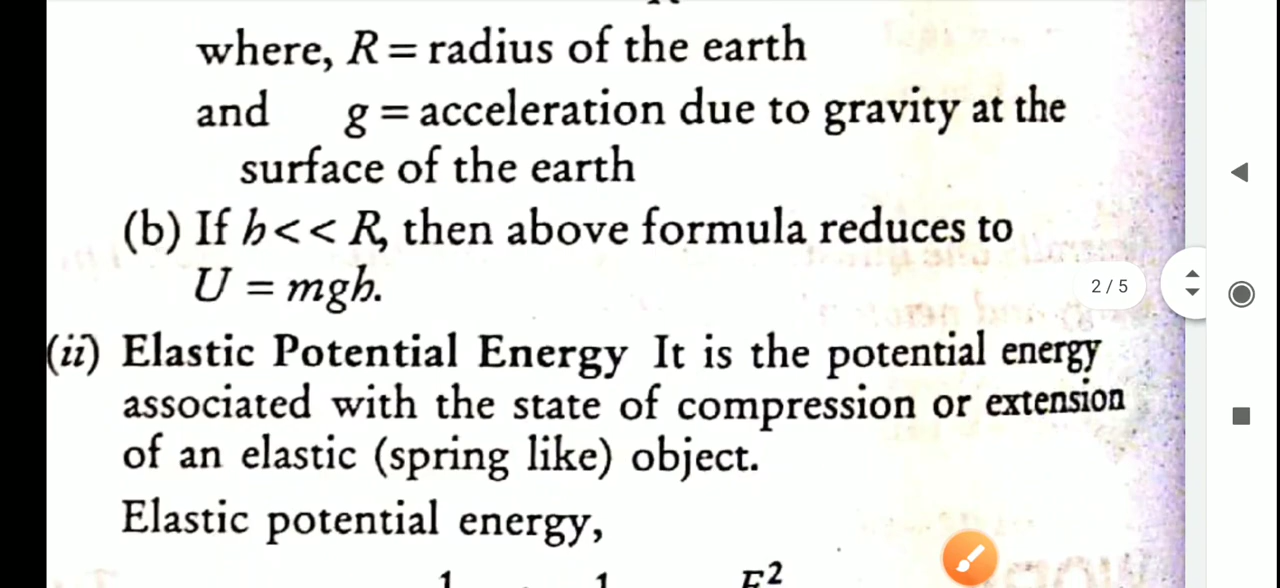 where, R = radius of the earth
and g = acceleration due to gravity at the
surface of the earth
(b) If h << R, then above formula reduces to
U = mgh.
2 / 5
(ii) Elastic Potential Energy It is the potential energy
associated with the state of compression or extension
of an elastic (spring like) object.
Elastic potential energy,